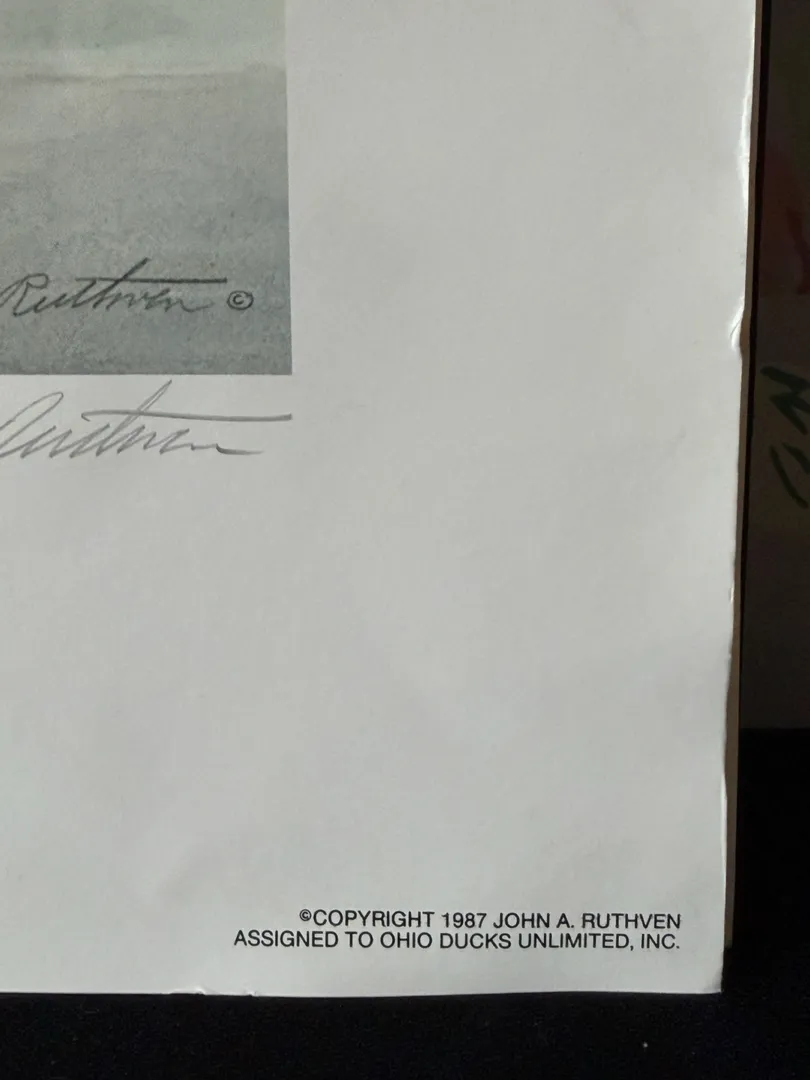 Ruthven ©
Ruthven
©COPYRIGHT 1987 JOHN A. RUTHVEN
ASSIGNED TO OHIO DUCKS UNLIMITED, INC.